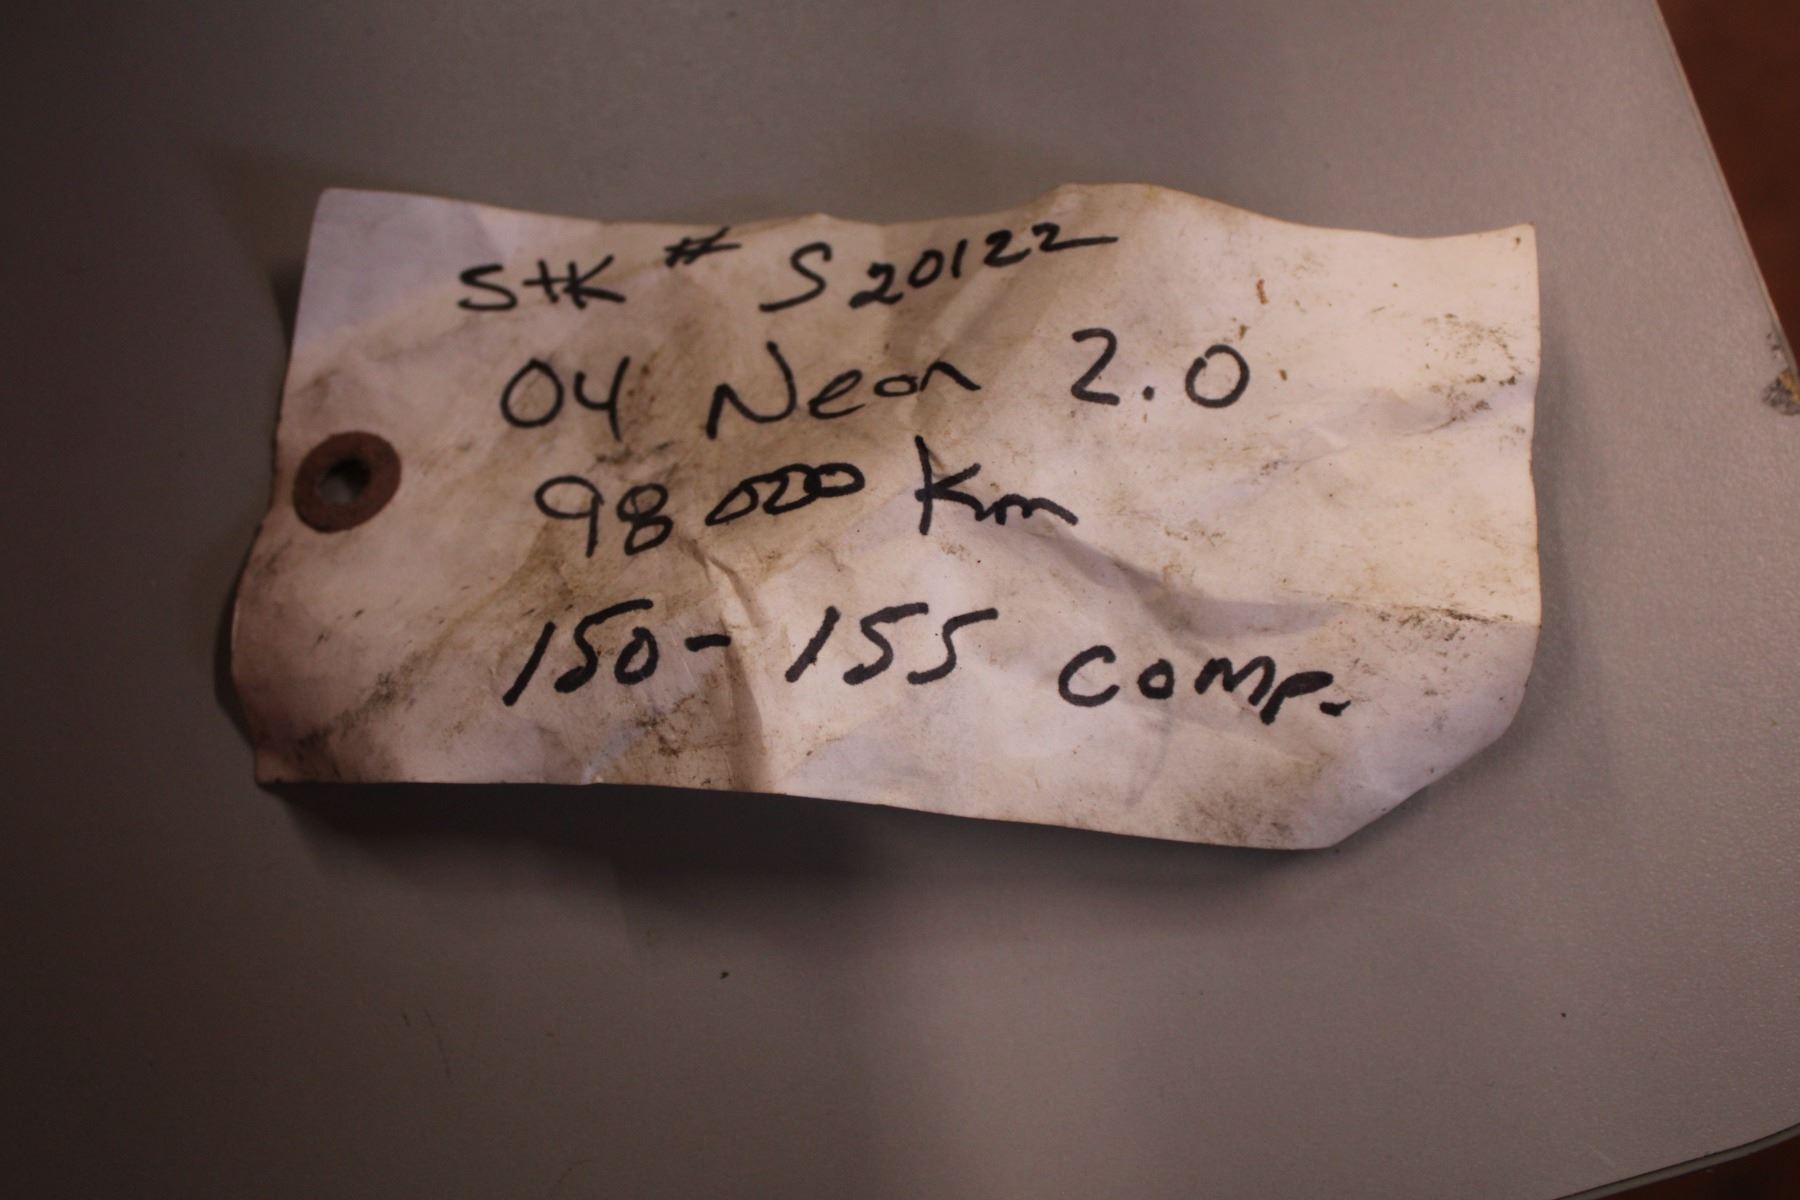 StK # S20122
04 Neon 2.0
98000 Km
150-155 comp.